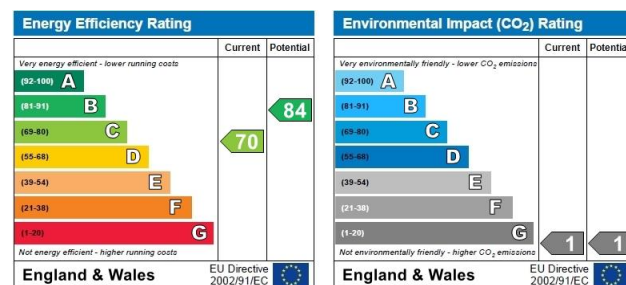 Energy Efficiency Rating
Current Potential
Very energy efficient - lower running costs
(92-100) A
(81-91) B
84
(69-80) C
70
(55-68) D
(39-54) E
(21-38) F
(1-20) G
Not energy efficient - higher running costs
England & Wales
EU Directive
2002/91/EC
Environmental Impact (CO₂) Rating
Current Potential
Very environmentally friendly - lower CO₂ emissions
(92-100) A
(81-91) B
(69-80) C
(55-68) D
(39-54) E
(21-38) F
(1-20) G
1 1
Not environmentally friendly - higher CO₂ emissions
England & Wales
EU Directive
2002/91/EC